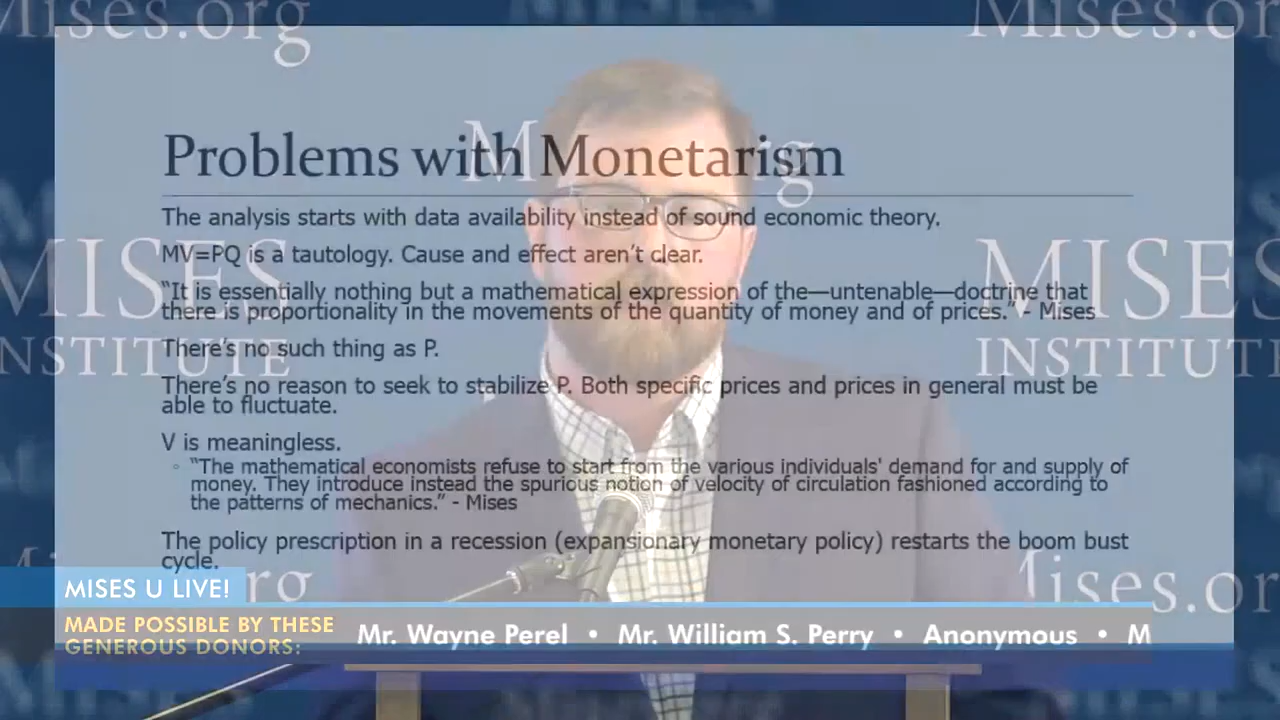 Mises.org
Mises.org
Problems with Monetarism
The analysis starts with data availability instead of sound economic theory.
MV=PQ is a tautology. Cause and effect aren’t clear.
“It is essentially nothing but a mathematical expression of the—untenable—doctrine that
there is proportionality in the movements of the quantity of money and of prices.” - Mises
There’s no such thing as P.
MISES
INSTITUTE
MISES
INSTITUTE
There’s no reason to seek to stabilize P. Both specific prices and prices in general must be
able to fluctuate.
V is meaningless.
◦ “The mathematical economists refuse to start from the various individuals' demand for and supply of
money. They introduce instead the spurious notion of velocity of circulation fashioned according to
the patterns of mechanics.” - Mises
The policy prescription in a recession (expansionary monetary policy) restarts the boom bust
cycle.
MISES U LIVE!
MADE POSSIBLE BY THESE
GENEROUS DONORS:
Mr. Wayne Perel • Mr. William S. Perry • Anonymous • M